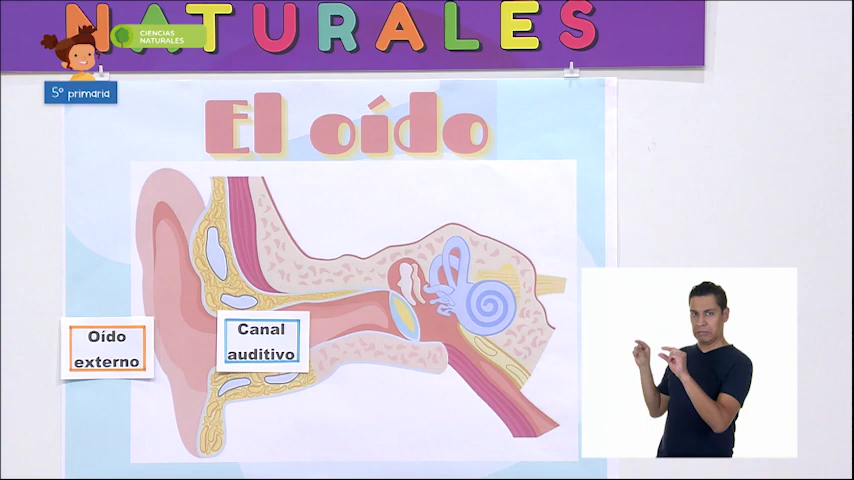 NATURALES
CIENCIAS
NATURALES
5º primaria
El oído
Oído
externo
Canal
auditivo